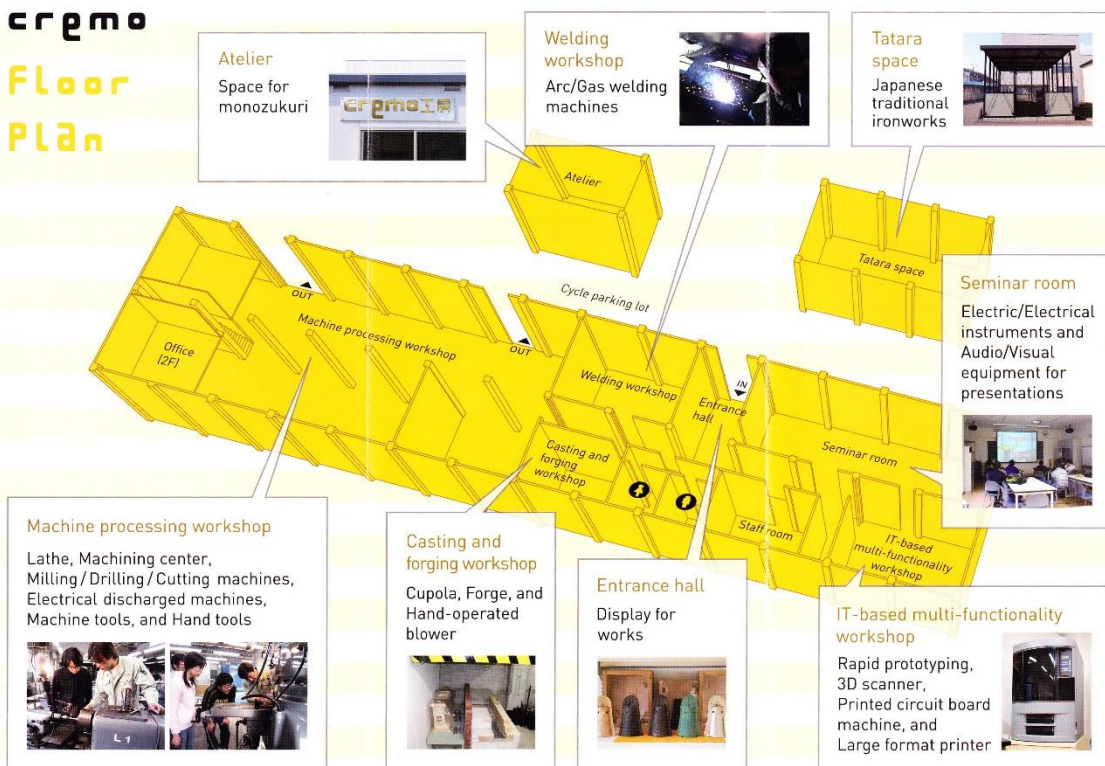 cremo
Floor
Plan
Atelier
Space for
monozukuri
cremo工房
Welding
workshop
Arc/Gas welding
machines
Tatara
space
Japanese
traditional
ironworks
Atelier
Tatara space
Cycle parking lot
OUT
Machine processing workshop
OUT
Office
[2F]
Welding workshop
IN
Entrance
hall
Casting and
forging
workshop
Seminar room
Staff room
IT-based
multi-functionality
workshop
Seminar room
Electric/Electrical
instruments and
Audio/Visual
equipment for
presentations
Machine processing workshop
Lathe, Machining center,
Milling/Drilling/Cutting machines,
Electrical discharged machines,
Machine tools, and Hand tools
L1
Casting and
forging workshop
Cupola, Forge, and
Hand-operated
blower
Entrance hall
Display for
works
IT-based multi-functionality
workshop
Rapid prototyping,
3D scanner,
Printed circuit board
machine, and
Large format printer